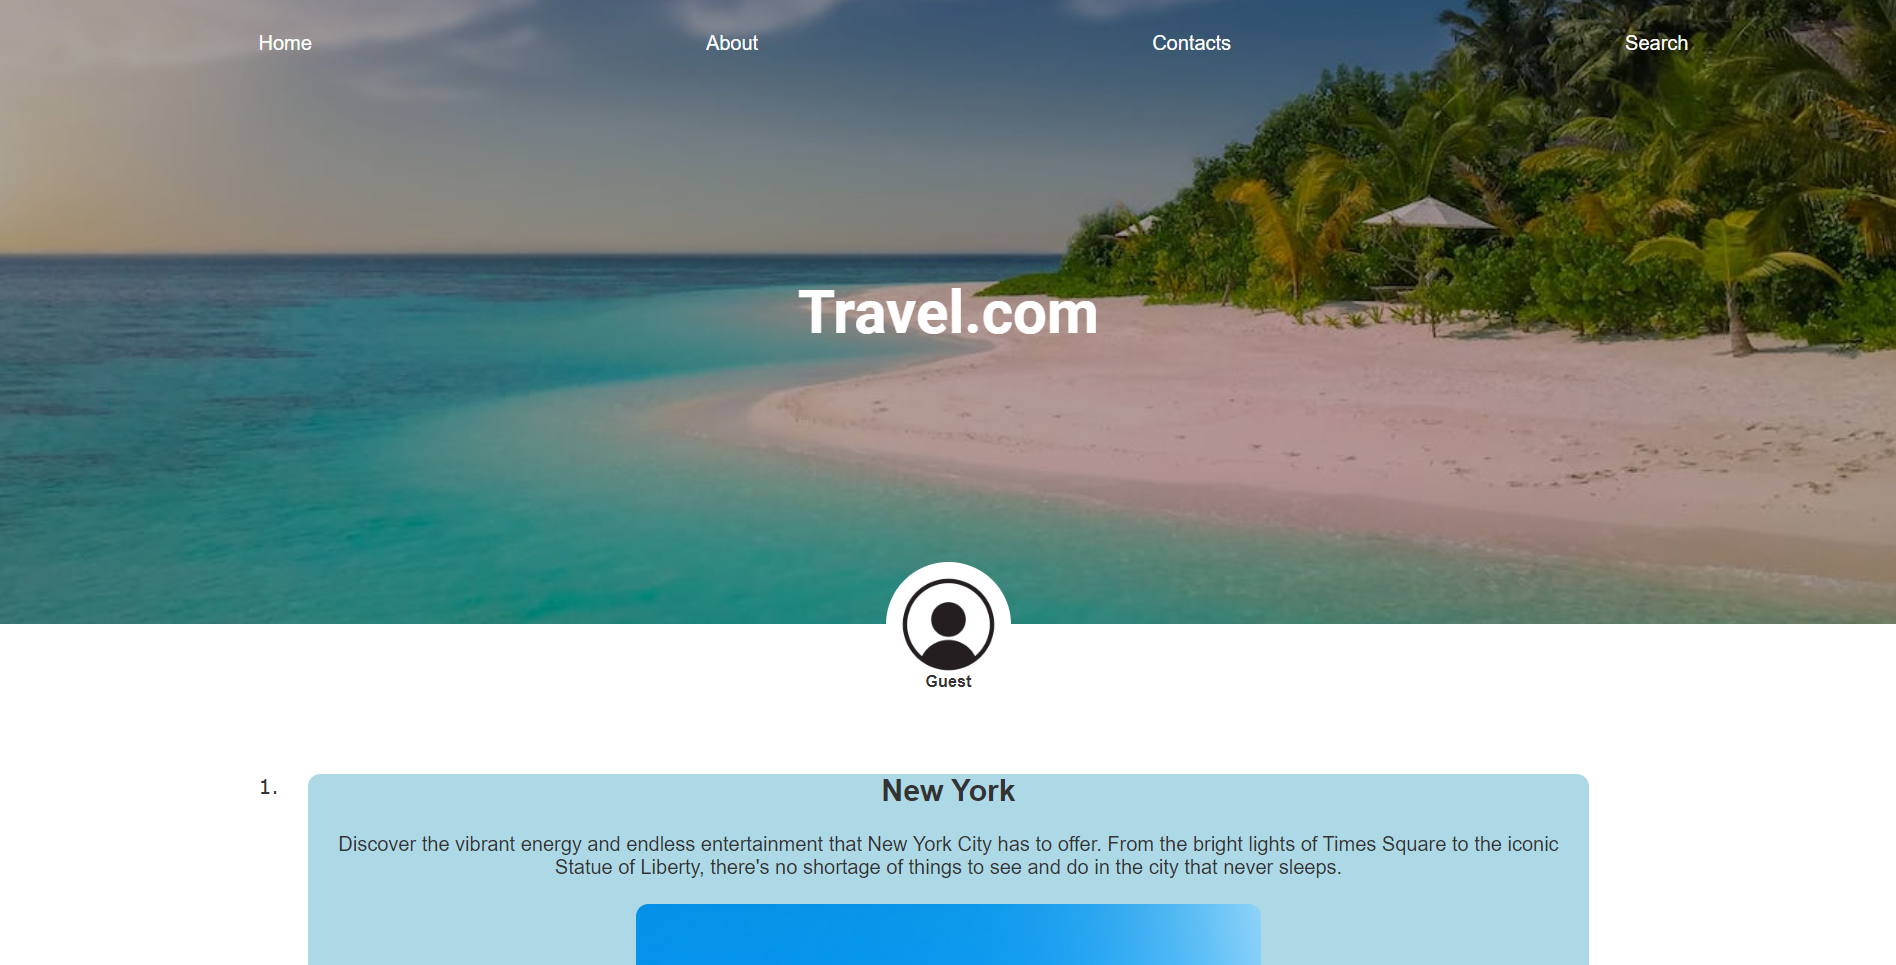 Home About Contacts Search
Travel.com
Guest
1.
New York
Discover the vibrant energy and endless entertainment that New York City has to offer. From the bright lights of Times Square to the iconic
Statue of Liberty, there's no shortage of things to see and do in the city that never sleeps.